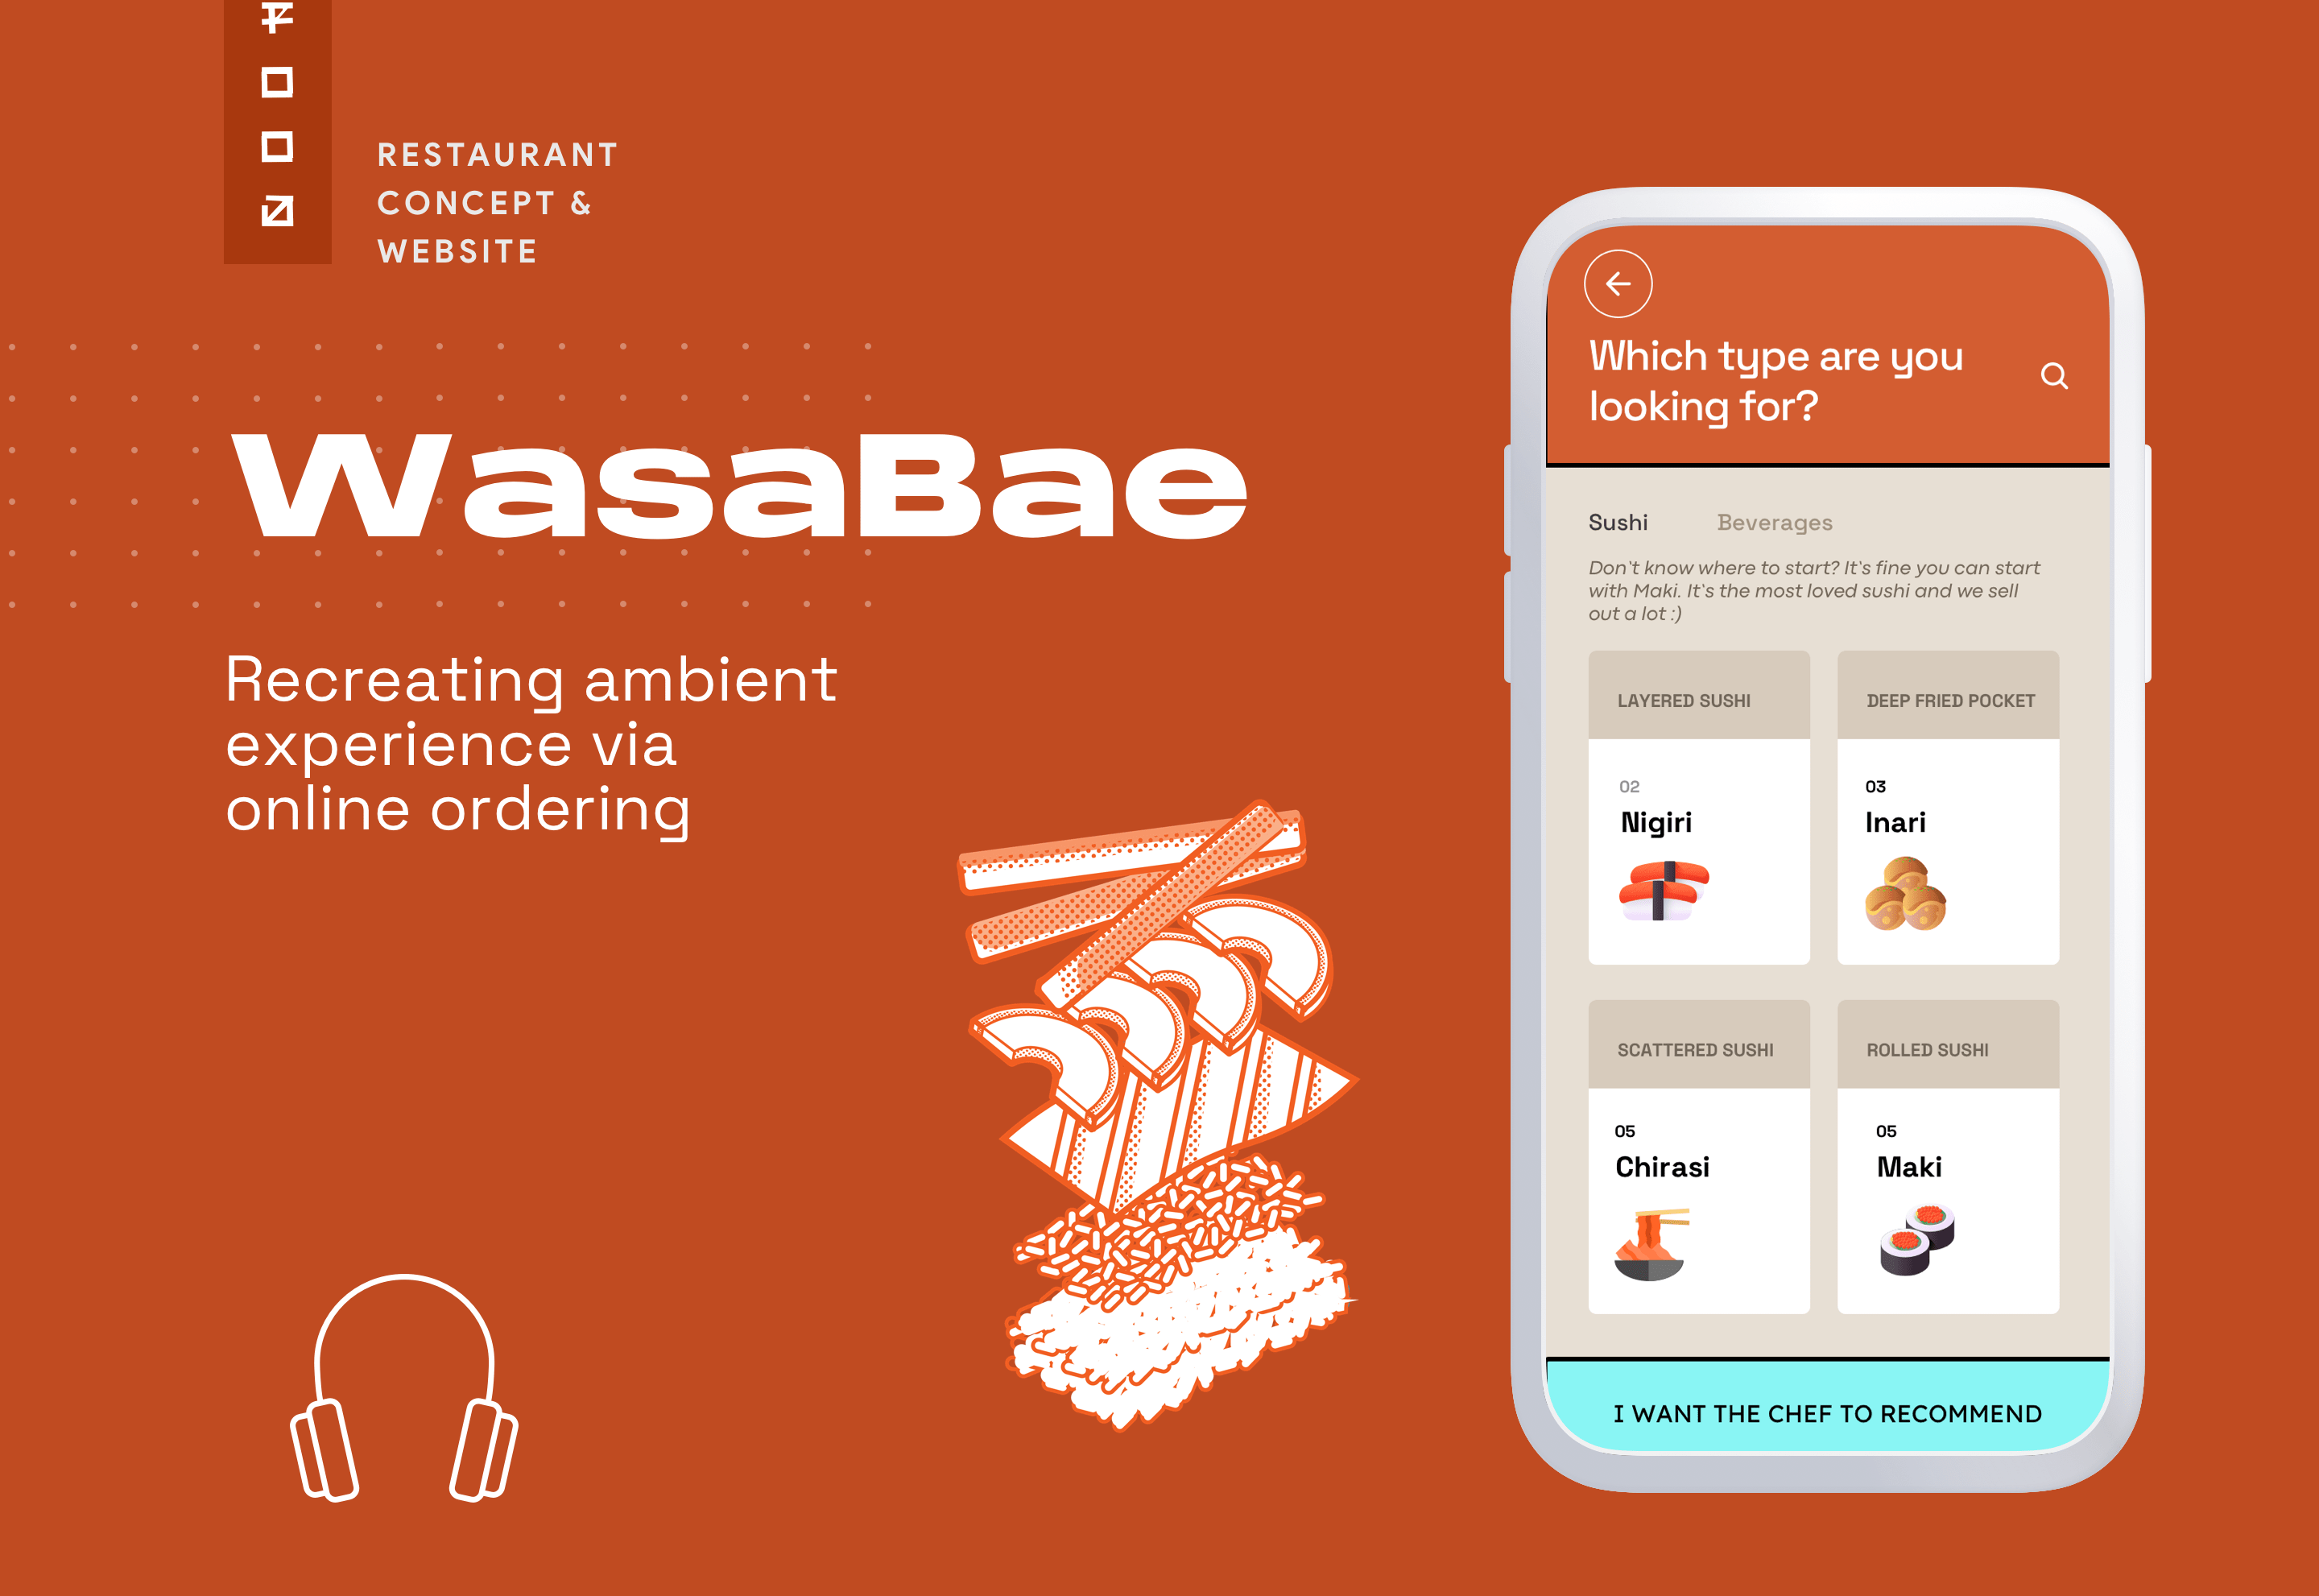 FOOD
RESTAURANT
CONCEPT &
WEBSITE
WasaBae
Recreating ambient
experience via
online ordering
Which type are you
looking for?
Sushi
Beverages
Don't know where to start? It's fine you can start
with Maki. It's the most loved sushi and we sell
out a lot :)
LAYERED SUSHI
02
Nigiri
DEEP FRIED POCKET
03
Inari
SCATTERED SUSHI
05
Chirasi
ROLLED SUSHI
05
Maki
I WANT THE CHEF TO RECOMMEND